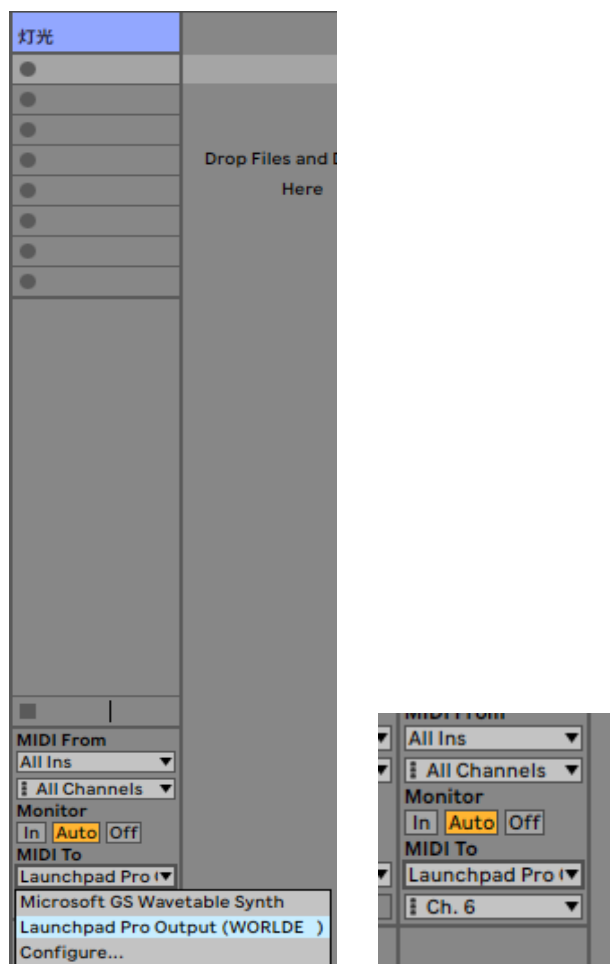 灯光
Drop Files and D
Here
MIDI From
All Ins
All Channels
Monitor
In Auto Off
MIDI To
Launchpad Pro
Microsoft GS Wavetable Synth
Launchpad Pro Output (WORLDE )
Configure...
MIDI From
All Ins
All Channels
Monitor
In Auto Off
MIDI To
Launchpad Pro
Ch. 6